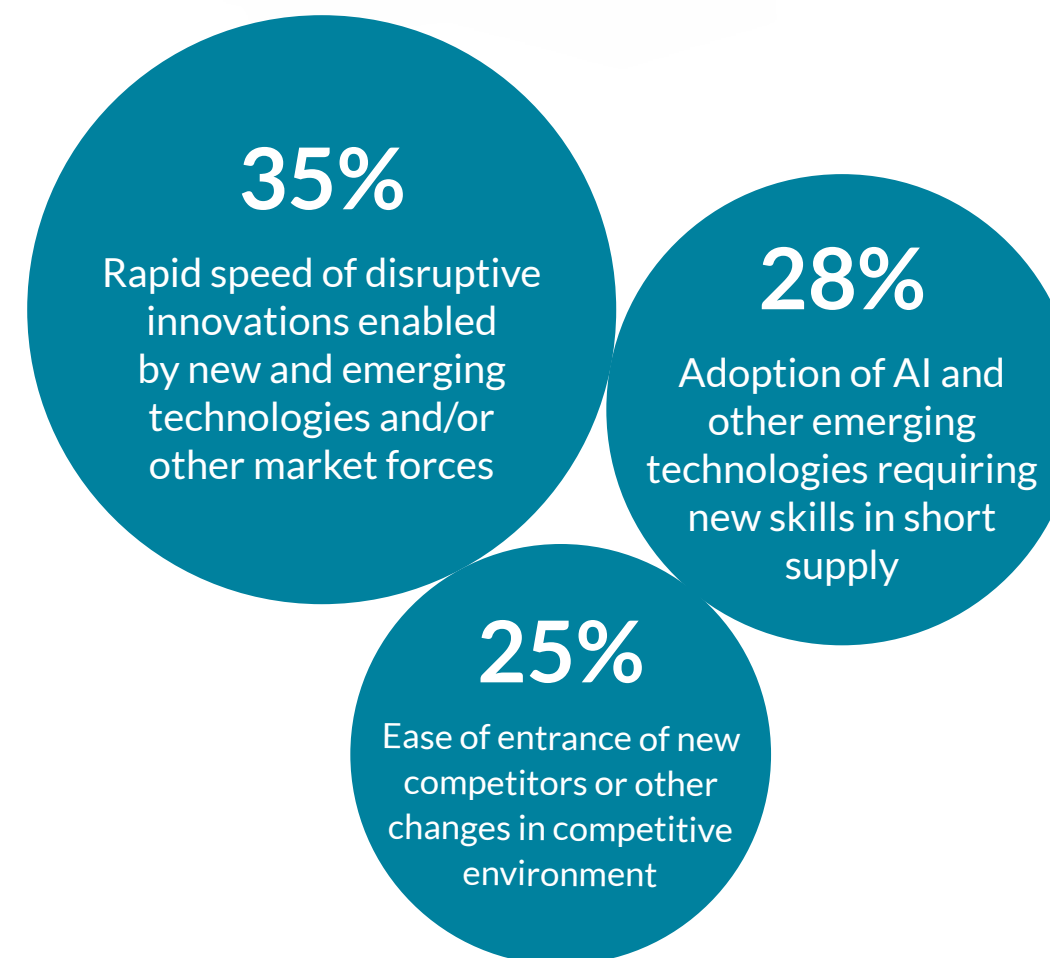 35%
Rapid speed of disruptive
innovations enabled
by new and emerging
technologies and/or
other market forces
28%
Adoption of AI and
other emerging
technologies requiring
new skills in short
supply
25%
Ease of entrance of new
competitors or other
changes in competitive
environment